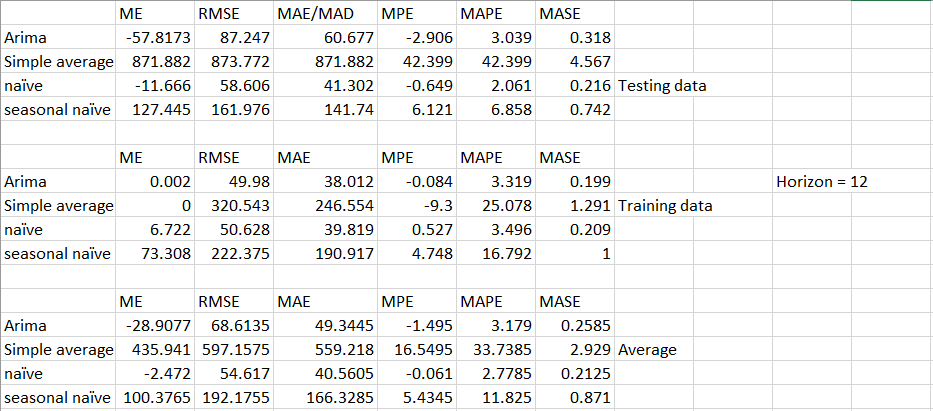 ME RMSE MAE/MAD MPE MAPE MASE
Arima -57.8173 87.247 60.677 -2.906 3.039 0.318
Simple average 871.882 873.772 871.882 42.399 42.399 4.567
naïve -11.666 58.606 41.302 -0.649 2.061 0.216 Testing data
seasonal naïve 127.445 161.976 141.74 6.121 6.858 0.742
ME RMSE MAE MPE MAPE MASE
Arima 0.002 49.98 38.012 -0.084 3.319 0.199 Horizon = 12
Simple average 0 320.543 246.554 -9.3 25.078 1.291 Training data
naïve 6.722 50.628 39.819 0.527 3.496 0.209
seasonal naïve 73.308 222.375 190.917 4.748 16.792 1
ME RMSE MAE MPE MAPE MASE
Arima -28.9077 68.6135 49.3445 -1.495 3.179 0.2585
Simple average 435.941 597.1575 559.218 16.5495 33.7385 2.929 Average
naïve -2.472 54.617 40.5605 -0.061 2.7785 0.2125
seasonal naïve 100.3765 192.1755 166.3285 5.4345 11.825 0.871